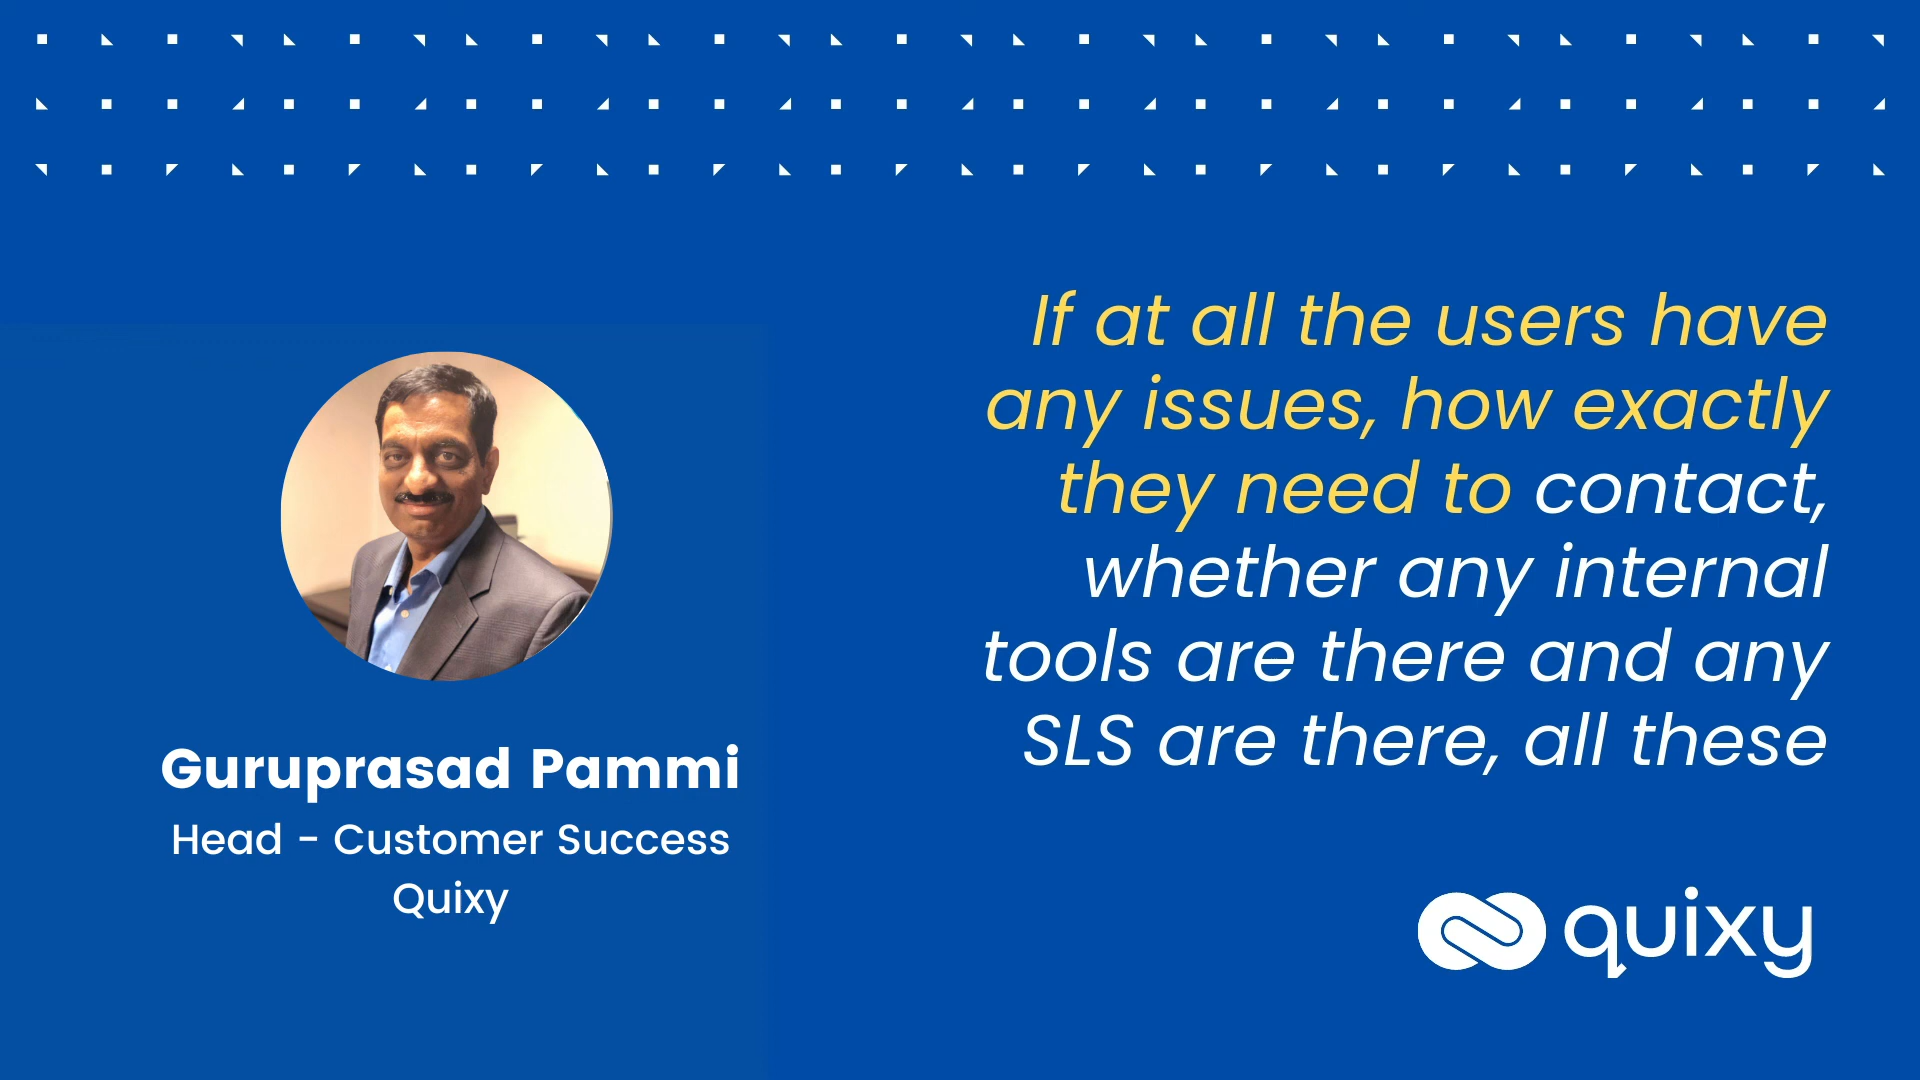 If at all the users have
any issues, how exactly
they need to contact,
whether any internal
tools are there and any
SLS are there, all these
Guruprasad Pammi
Head - Customer Success
Quixy
quixy